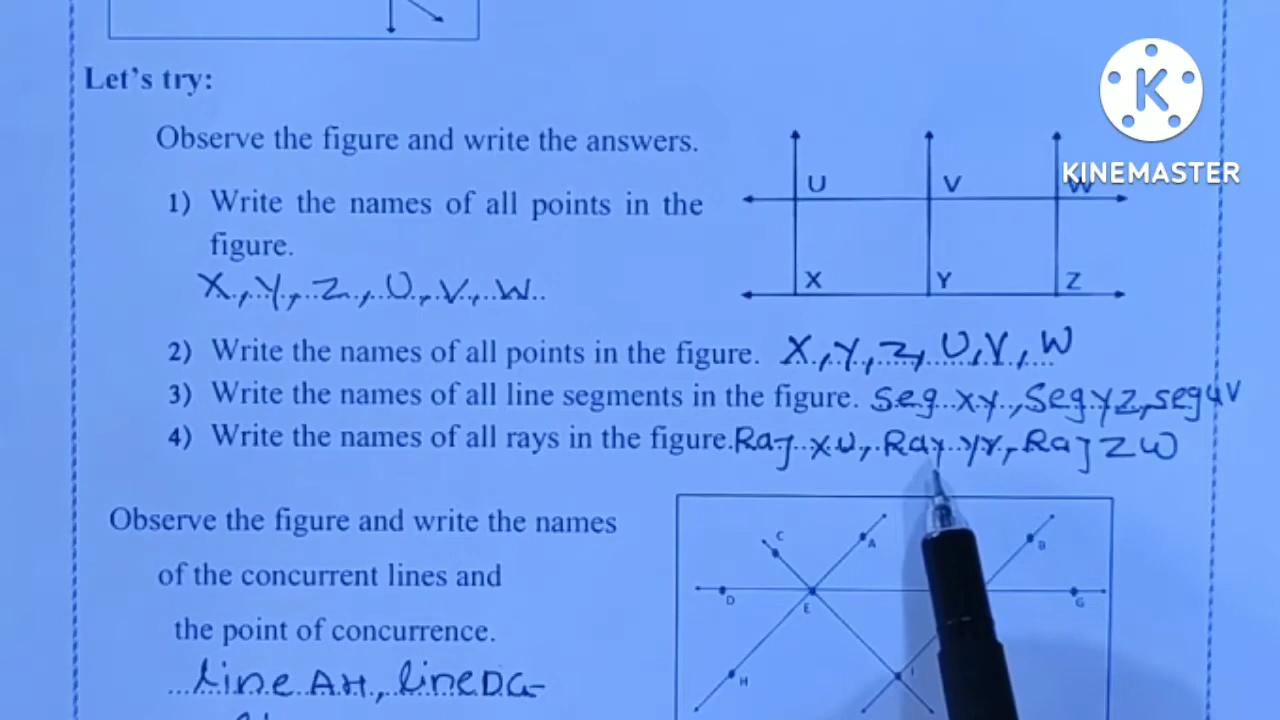 Let's try:
Observe the figure and write the answers.
1) Write the names of all points in the
figure.
X, Y, Z, U, V, W
U V W
X Y Z
2) Write the names of all points in the figure. X, Y, Z, U, V, W
3) Write the names of all line segments in the figure. Seg XY, Seg YZ, seg UV
4) Write the names of all rays in the figure. Ray XU, Ray YV, Ray ZW
Observe the figure and write the names
of the concurrent lines and
the point of concurrence.
line AH, line DG
C A B
D E G
H I
K
KINEMASTER